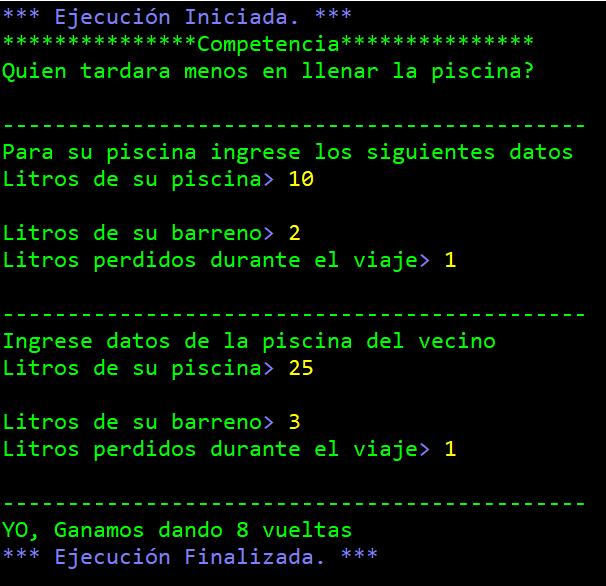 *** Ejecución Iniciada. ***
***************Competencia***************
Quien tardara menos en llenar la piscina?
---------------------------------------------
Para su piscina ingrese los siguientes datos
Litros de su piscina> 10
Litros de su barreno> 2
Litros perdidos durante el viaje> 1
---------------------------------------------
Ingrese datos de la piscina del vecino
Litros de su piscina> 25
Litros de su barreno> 3
Litros perdidos durante el viaje> 1
---------------------------------------------
YO, Ganamos dando 8 vueltas
*** Ejecución Finalizada. ***